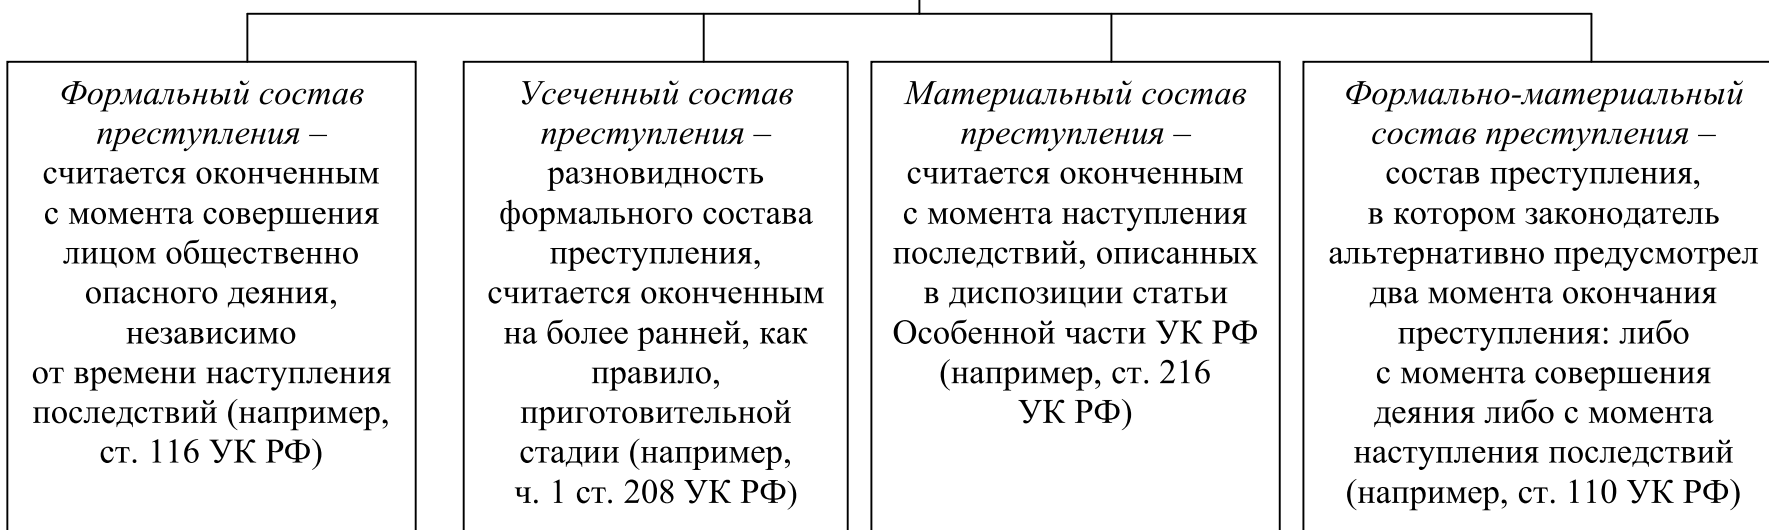 Формальный состав
преступления –
считается оконченным
с момента совершения
лицом общественно
опасного деяния,
независимо
от времени наступления
последствий (например,
ст. 116 УК РФ)
Усеченный состав
преступления –
разновидность
формального состава
преступления,
считается оконченным
на более ранней, как
правило,
приготовительной
стадии (например,
ч. 1 ст. 208 УК РФ)
Материальный состав
преступления –
считается оконченным
с момента наступления
последствий, описанных
в диспозиции статьи
Особенной части УК РФ
(например, ст. 216
УК РФ)
Формально-материальный
состав преступления –
состав преступления,
в котором законодатель
альтернативно предусмотрел
два момента окончания
преступления: либо
с момента совершения
деяния либо с момента
наступления последствий
(например, ст. 110 УК РФ)